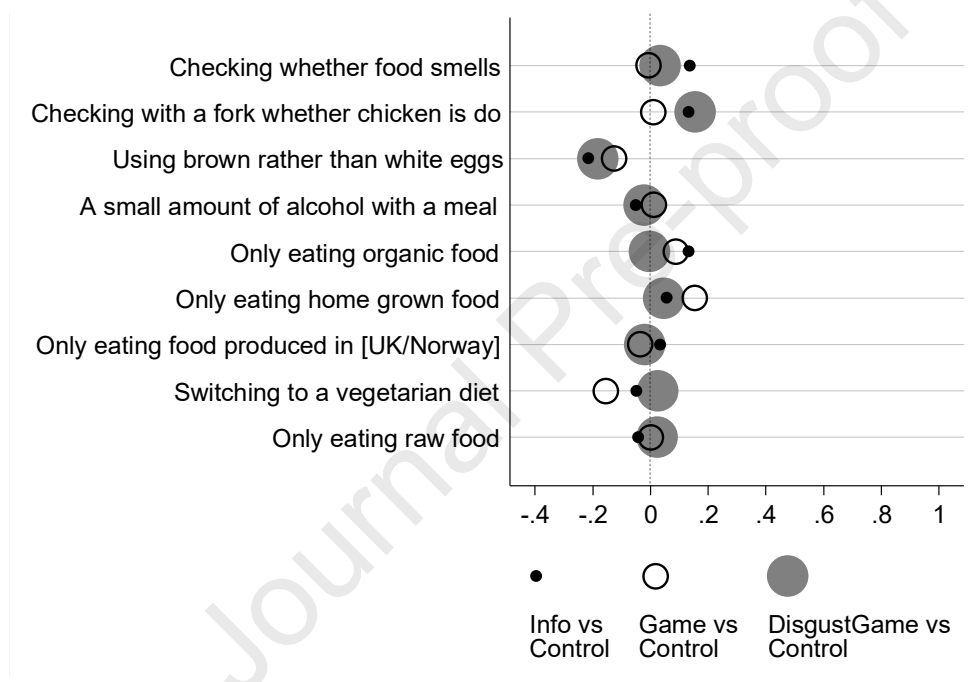 Checking whether food smells
Checking with a fork whether chicken is do
Using brown rather than white eggs
A small amount of alcohol with a meal
Only eating organic food
Only eating home grown food
Only eating food produced in [UK/Norway]
Switching to a vegetarian diet
Only eating raw food
-.4 -.2 0 .2 .4 .6 .8 1
Info vs Control
Game vs Control
DisgustGame vs Control
Journal Pre-proof